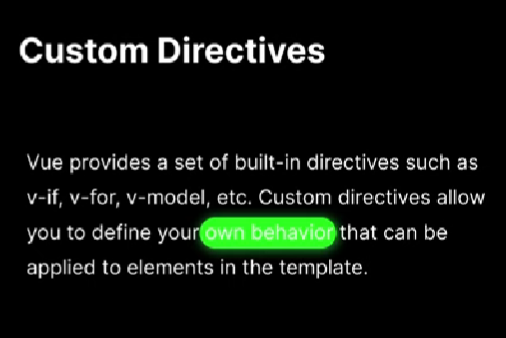 Custom Directives
Vue provides a set of built-in directives such as
v-if, v-for, v-model, etc. Custom directives allow
you to define your own behavior that can be
applied to elements in the template.